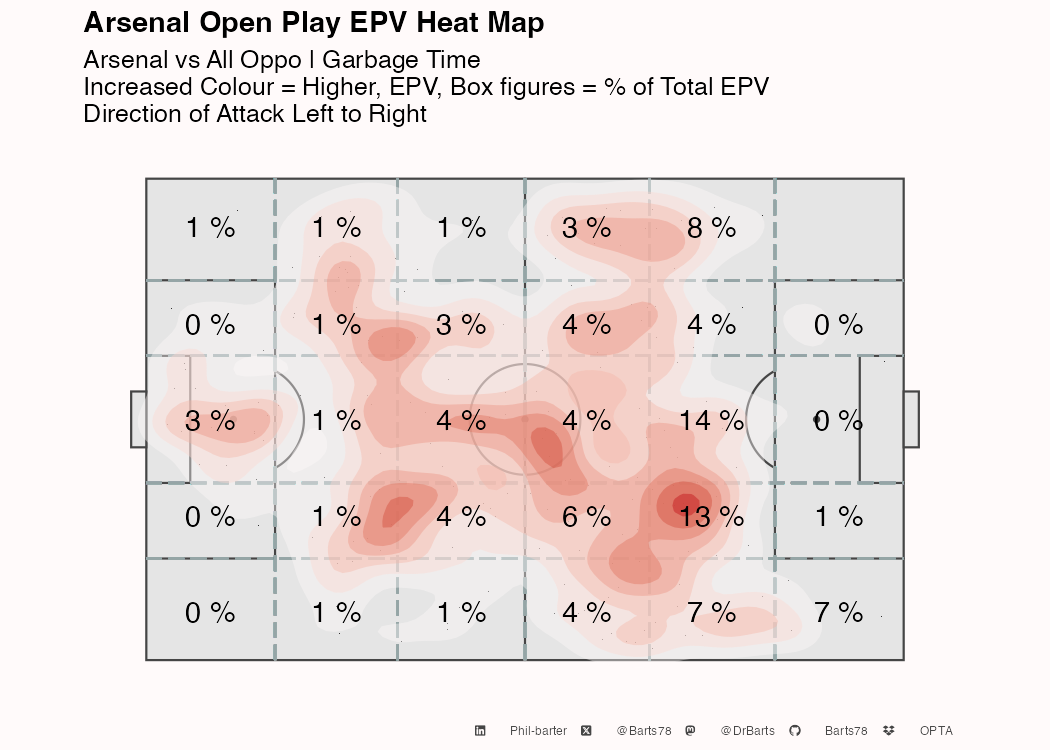 Arsenal Open Play EPV Heat Map
Arsenal vs All Oppo | Garbage Time
Increased Colour = Higher, EPV, Box figures = % of Total EPV
Direction of Attack Left to Right
1 % 1 % 1 % 3 % 8 %
0 % 1 % 3 % 4 % 4 % 0 %
3 % 1 % 4 % 4 % 14 % 0 %
0 % 1 % 4 % 6 % 13 % 1 %
0 % 1 % 1 % 4 % 7 % 7 %
Phil-barter @Barts78 @DrBarts Barts78 OPTA